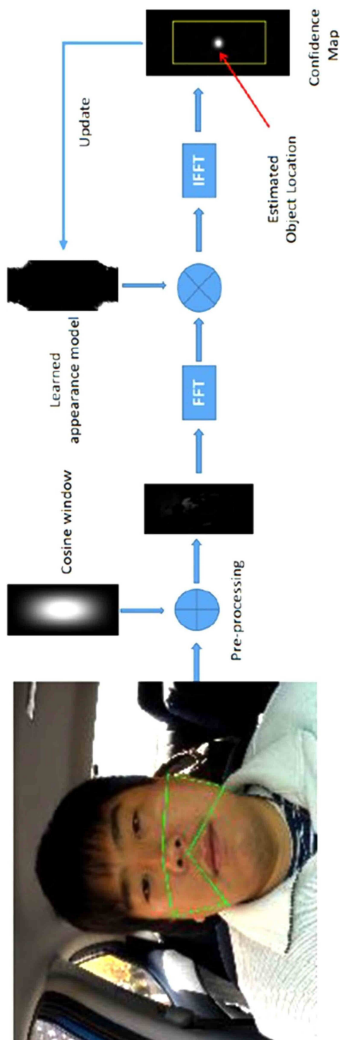 Cosine window
Pre-processing
Learned
appearance model
FFT
Update
IFFT
Estimated
Object Location
Confidence
Map